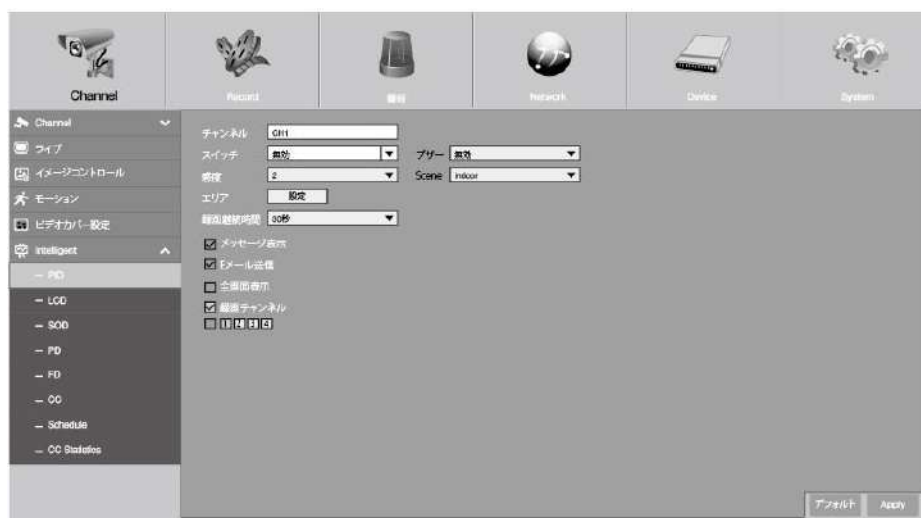 Channel Record 警報 Network Device System
Channel
ライブ
イメージコントロール
モーション
ビデオカバー設定
Intelligent
— PID
— LCD
— SOD
— PD
— FD
— CC
— Schedule
— CC Statistics
チャンネル CH1
スイッチ 無効 ブザー 無効
感度 2 Scene indoor
エリア 設定
録画継続時間 30秒
メッセージ表示
Eメール送信
全画面表示
録画チャンネル
1 2 3 4
デフォルト Apply